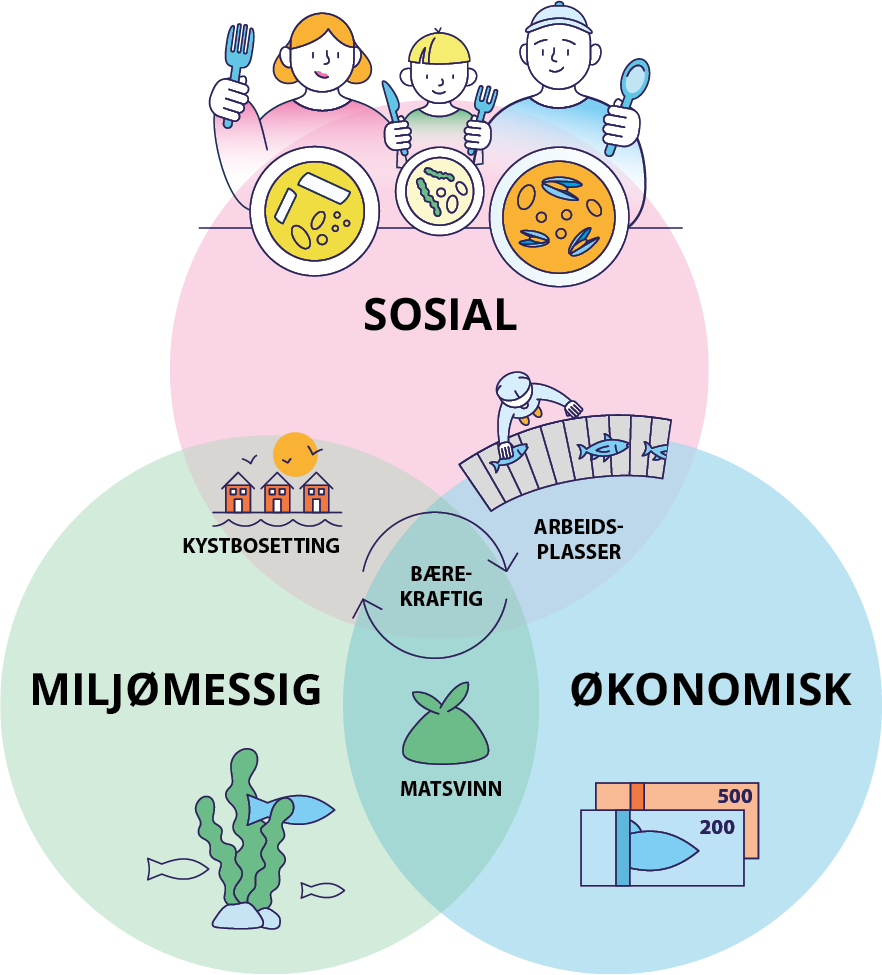 SOSIAL
KYSTBOSETTING
ARBEIDS-
PLASSER
BÆRE-
KRAFTIG
MILJØMESSIG
ØKONOMISK
MATSVINN
500
200